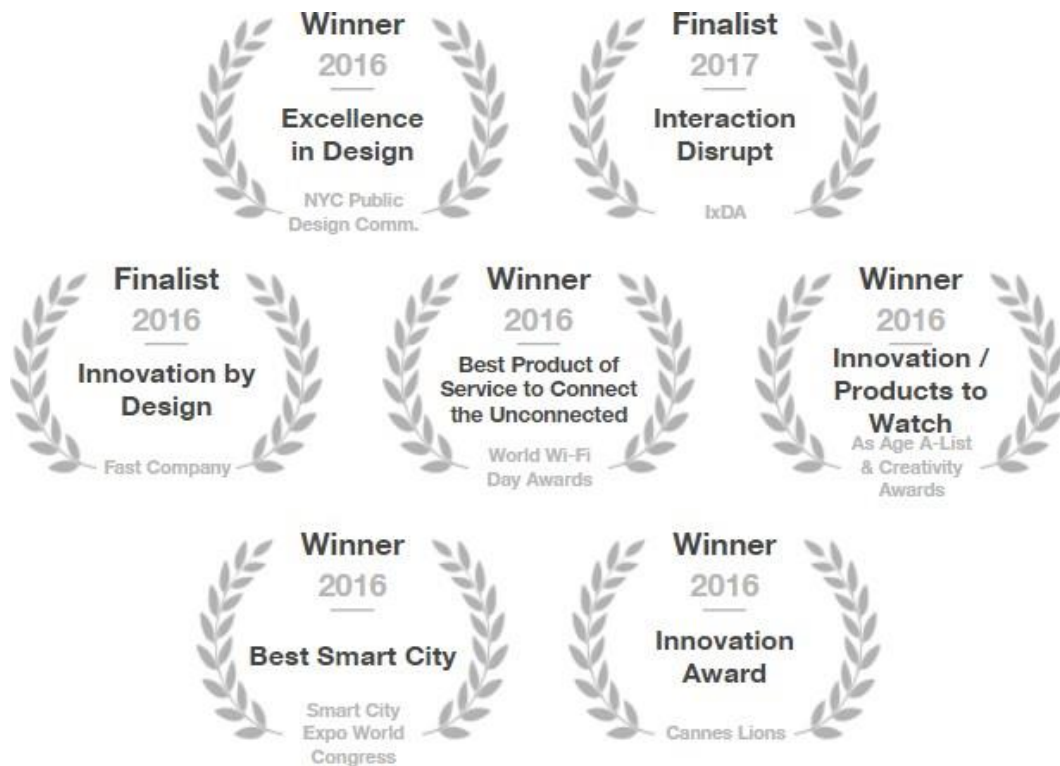 Winner
2016
Excellence
in Design
NYC Public
Design Comm.
Finalist
2017
Interaction
Disrupt
IxDA
Finalist
2016
Innovation by
Design
Fast Company
Winner
2016
Best Product of
Service to Connect
the Unconnected
World Wi-Fi
Day Awards
Winner
2016
Innovation /
Products to
Watch
As Age A-List
& Creativity
Awards
Winner
2016
Best Smart City
Smart City
Expo World
Congress
Winner
2016
Innovation
Award
Cannes Lions